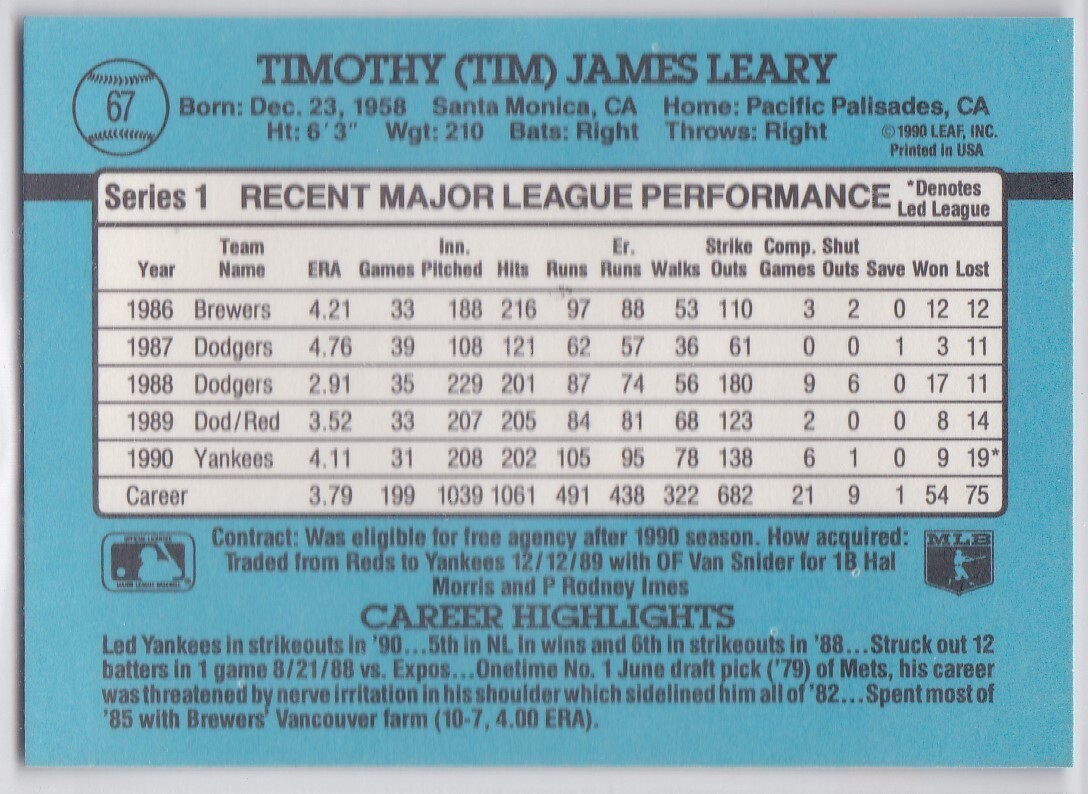 TIMOTHY (TIM) JAMES LEARY
67
Born: Dec. 23, 1958 Santa Monica, CA Home: Pacific Palisades, CA
Ht: 6'3" Wgt: 210 Bats: Right Throws: Right
©1990 LEAF, INC.
Printed in USA
Series 1 RECENT MAJOR LEAGUE PERFORMANCE *Denotes Led League
Year Team Name ERA Games Inn. Pitched Hits Runs Er. Runs Walks Strike Outs Comp. Games Shut Outs Save Won Lost
1986 Brewers 4.21 33 188 216 97 88 53 110 3 2 0 12 12
1987 Dodgers 4.76 39 108 121 62 57 36 61 0 0 1 3 11
1988 Dodgers 2.91 35 229 201 87 74 56 180 9 6 0 17 11
1989 Dod/Red 3.52 33 207 205 84 81 68 123 2 0 0 8 14
1990 Yankees 4.11 31 208 202 105 95 78 138 6 1 0 9 19*
Career 3.79 199 1039 1061 491 438 322 682 21 9 1 54 75
Contract: Was eligible for free agency after 1990 season. How acquired:
Traded from Reds to Yankees 12/12/89 with OF Van Snider for 1B Hal
Morris and P Rodney Imes
MLB
CAREER HIGHLIGHTS
Led Yankees in strikeouts in '90...5th in NL in wins and 6th in strikeouts in '88...Struck out 12
batters in 1 game 8/21/88 vs. Expos...Onetime No. 1 June draft pick ('79) of Mets, his career
was threatened by nerve irritation in his shoulder which sidelined him all of '82...Spent most of
'85 with Brewers' Vancouver farm (10-7, 4.00 ERA).